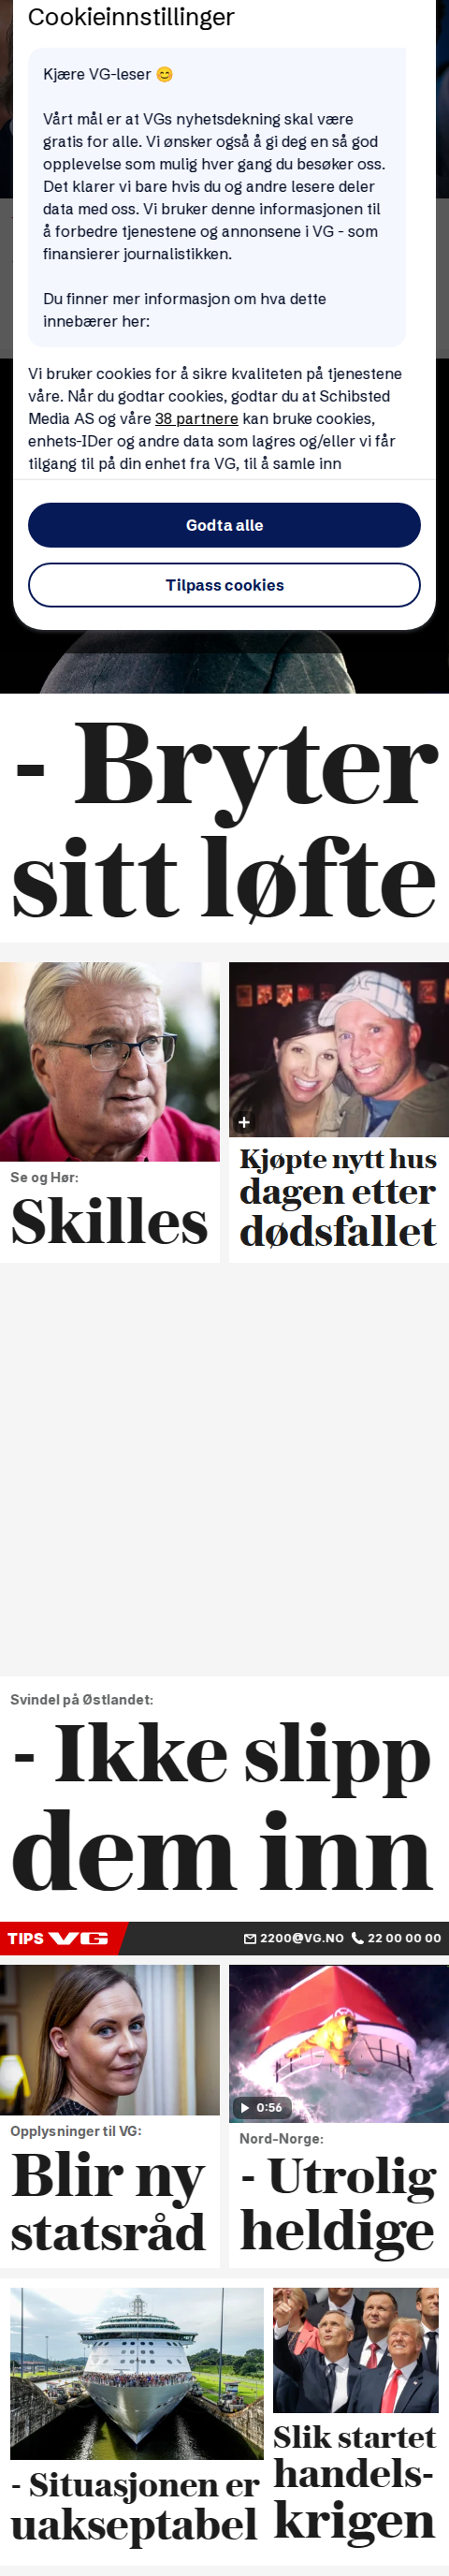 Cookieinnstillinger
Kjære VG-leser 😊
Vårt mål er at VGs nyhetsdekning skal være
gratis for alle. Vi ønsker også å gi deg en så god
opplevelse som mulig hver gang du besøker oss.
Det klarer vi bare hvis du og andre lesere deler
data med oss. Vi bruker denne informasjonen til
å forbedre tjenestene og annonsene i VG - som
finansierer journalistikken.
Du finner mer informasjon om hva dette
innebærer her:
Vi bruker cookies for å sikre kvaliteten på tjenestene
våre. Når du godtar cookies, godtar du at Schibsted
Media AS og våre 38 partnere kan bruke cookies,
enhets-IDer og andre data som lagres og/eller vi får
tilgang til på din enhet fra VG, til å samle inn
Godta alle
Tilpass cookies
- Bryter
sitt løfte
Se og Hør:
Skilles
Kjøpte nytt hus
dagen etter
dødsfallet
Svindel på Østlandet:
- Ikke slipp
dem inn
TIPS VG 2200@VG.NO 22 00 00 00
Opplysninger til VG:
Blir ny
statsråd
0:56
Nord-Norge:
- Utrolig
heldige
- Situasjonen er
uakseptabel
Slik startet
handels-
krigen